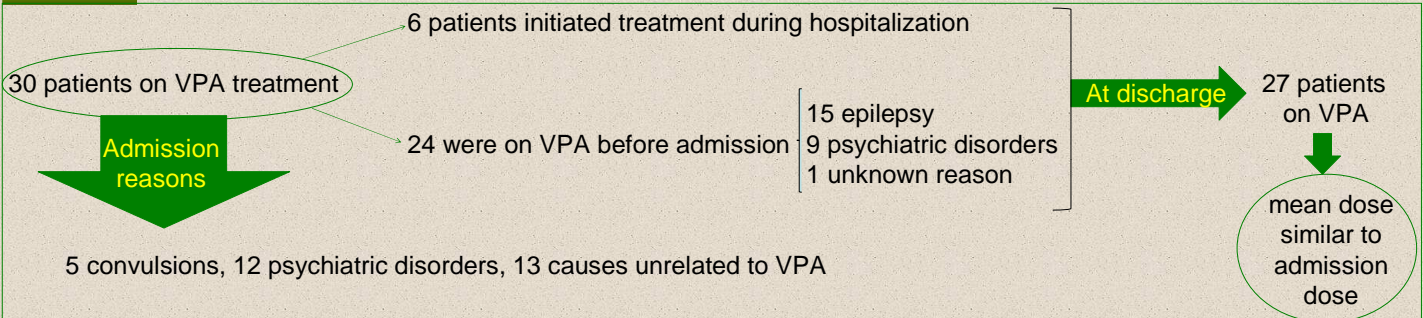 6 patients initiated treatment during hospitalization
30 patients on VPA treatment
24 were on VPA before admission
15 epilepsy
9 psychiatric disorders
1 unknown reason
At discharge
27 patients
on VPA
mean dose
similar to
admission
dose
Admission
reasons
5 convulsions, 12 psychiatric disorders, 13 causes unrelated to VPA